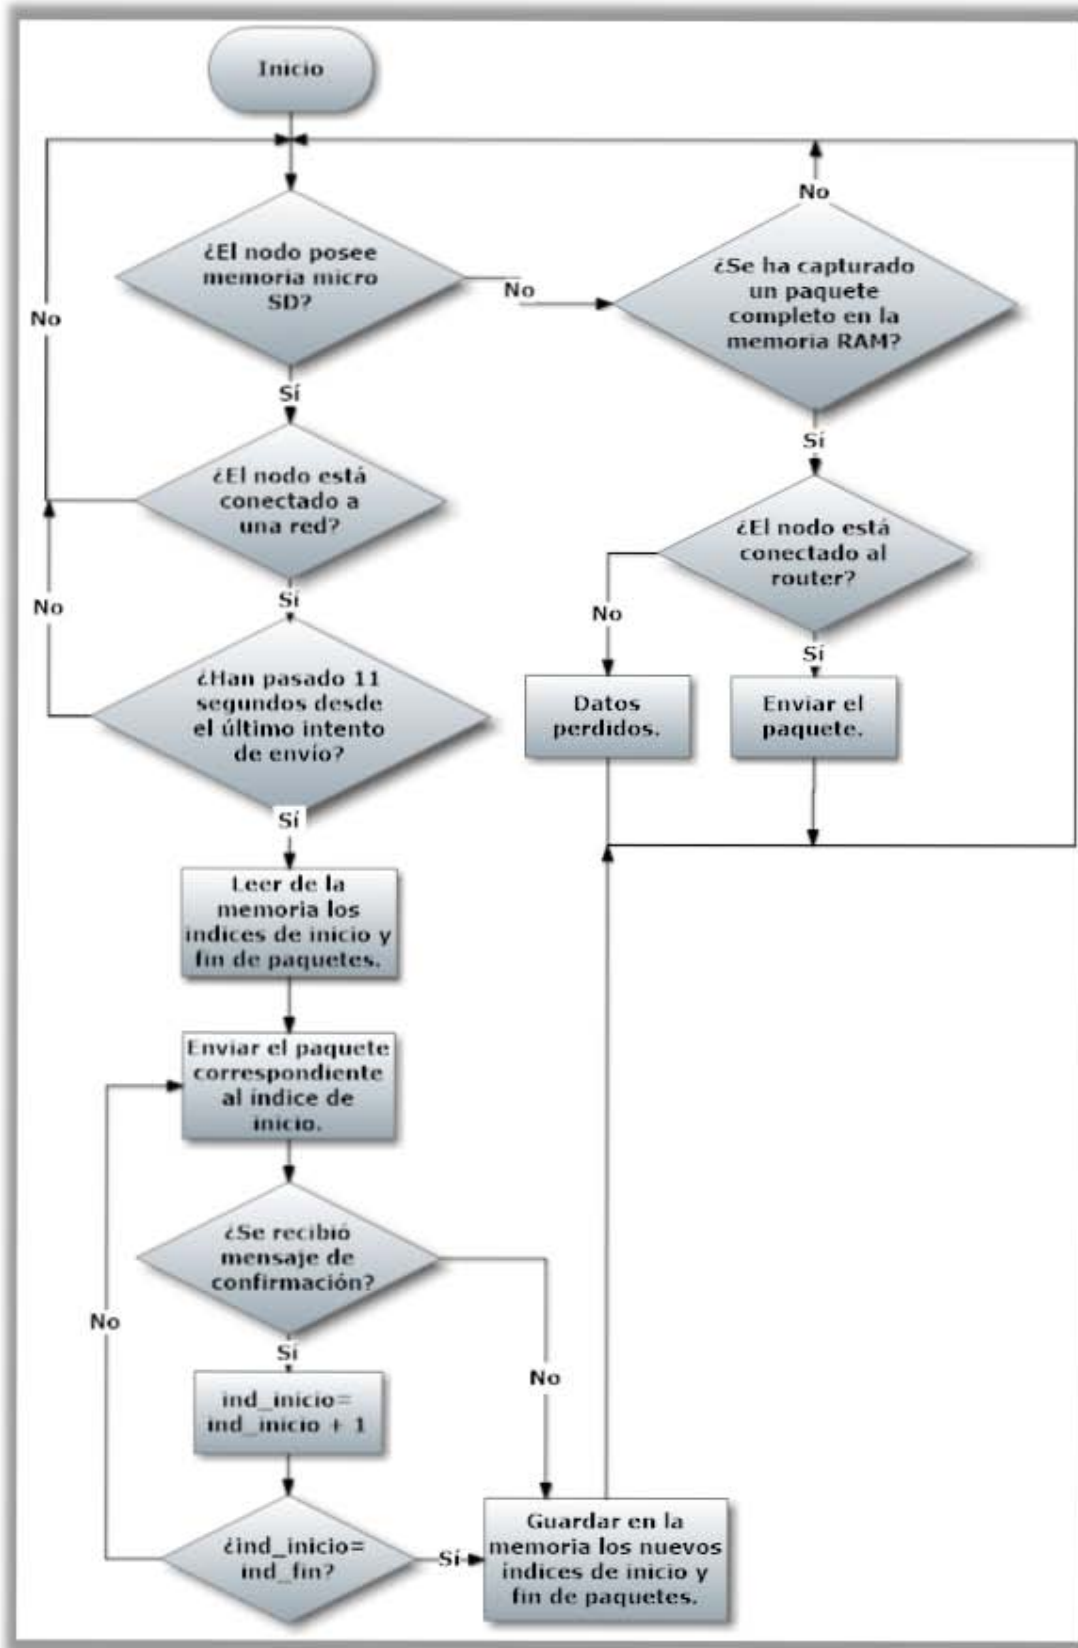 Inicio
¿El nodo posee
memoria micro
SD?
No
¿Se ha capturado
un paquete
completo en la
memoria RAM?
No
No
Sí
Sí
¿El nodo está
conectado a
una red?
¿El nodo está
conectado al
router?
No
Sí
No
Sí
¿Han pasado 11
segundos desde
el último intento
de envío?
Datos
perdidos.
Enviar el
paquete.
Sí
Leer de la
memoria los
índices de inicio y
fin de paquetes.
Enviar el paquete
correspondiente
al índice de
inicio.
¿Se recibió
mensaje de
confirmación?
No
Sí
No
ind_inicio=
ind_inicio + 1
¿ind_inicio=
ind_fin?
Sí
Guardar en la
memoria los nuevos
índices de inicio y
fin de paquetes.